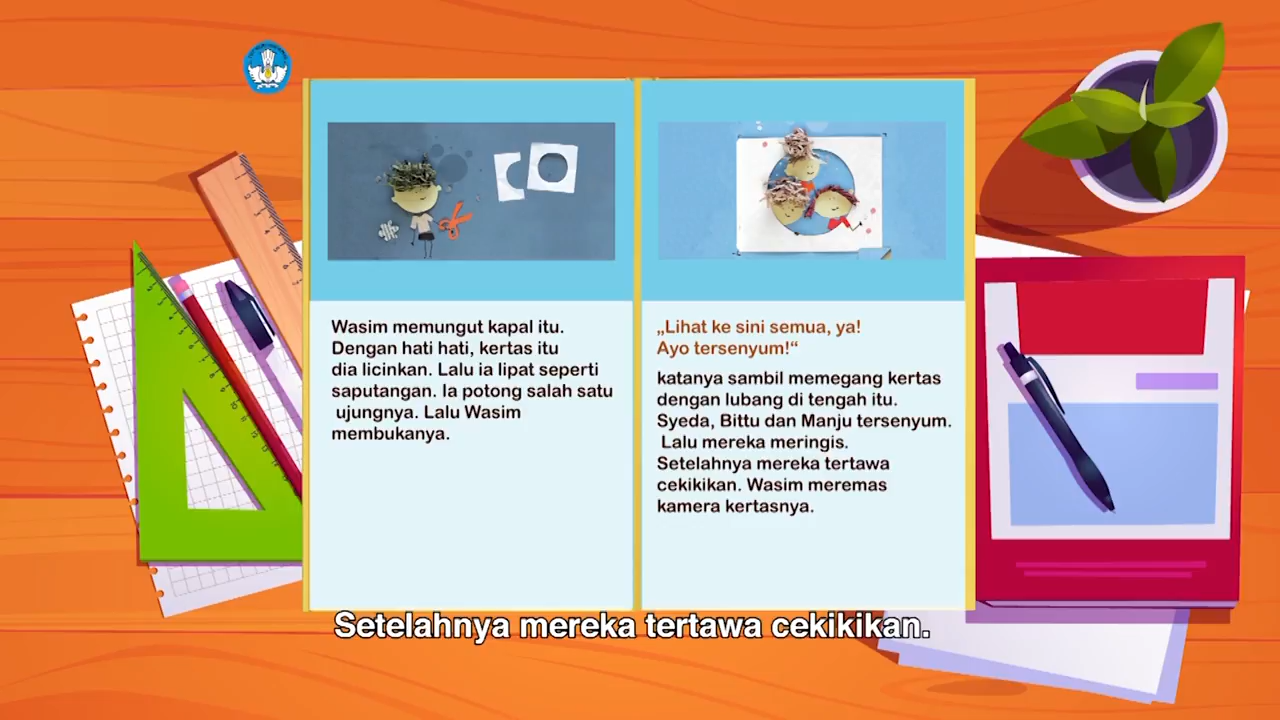 Wasim memungut kapal itu.
Dengan hati hati, kertas itu
dia licinkan. Lalu ia lipat seperti
saputangan. Ia potong salah satu
ujungnya. Lalu Wasim
membukanya.
„Lihat ke sini semua, ya!
Ayo tersenyum!“
katanya sambil memegang kertas
dengan lubang di tengah itu.
Syeda, Bittu dan Manju tersenyum.
Lalu mereka meringis.
Setelahnya mereka tertawa
cekikikan. Wasim meremas
kamera kertasnya.
Setelahnya mereka tertawa cekikikan.